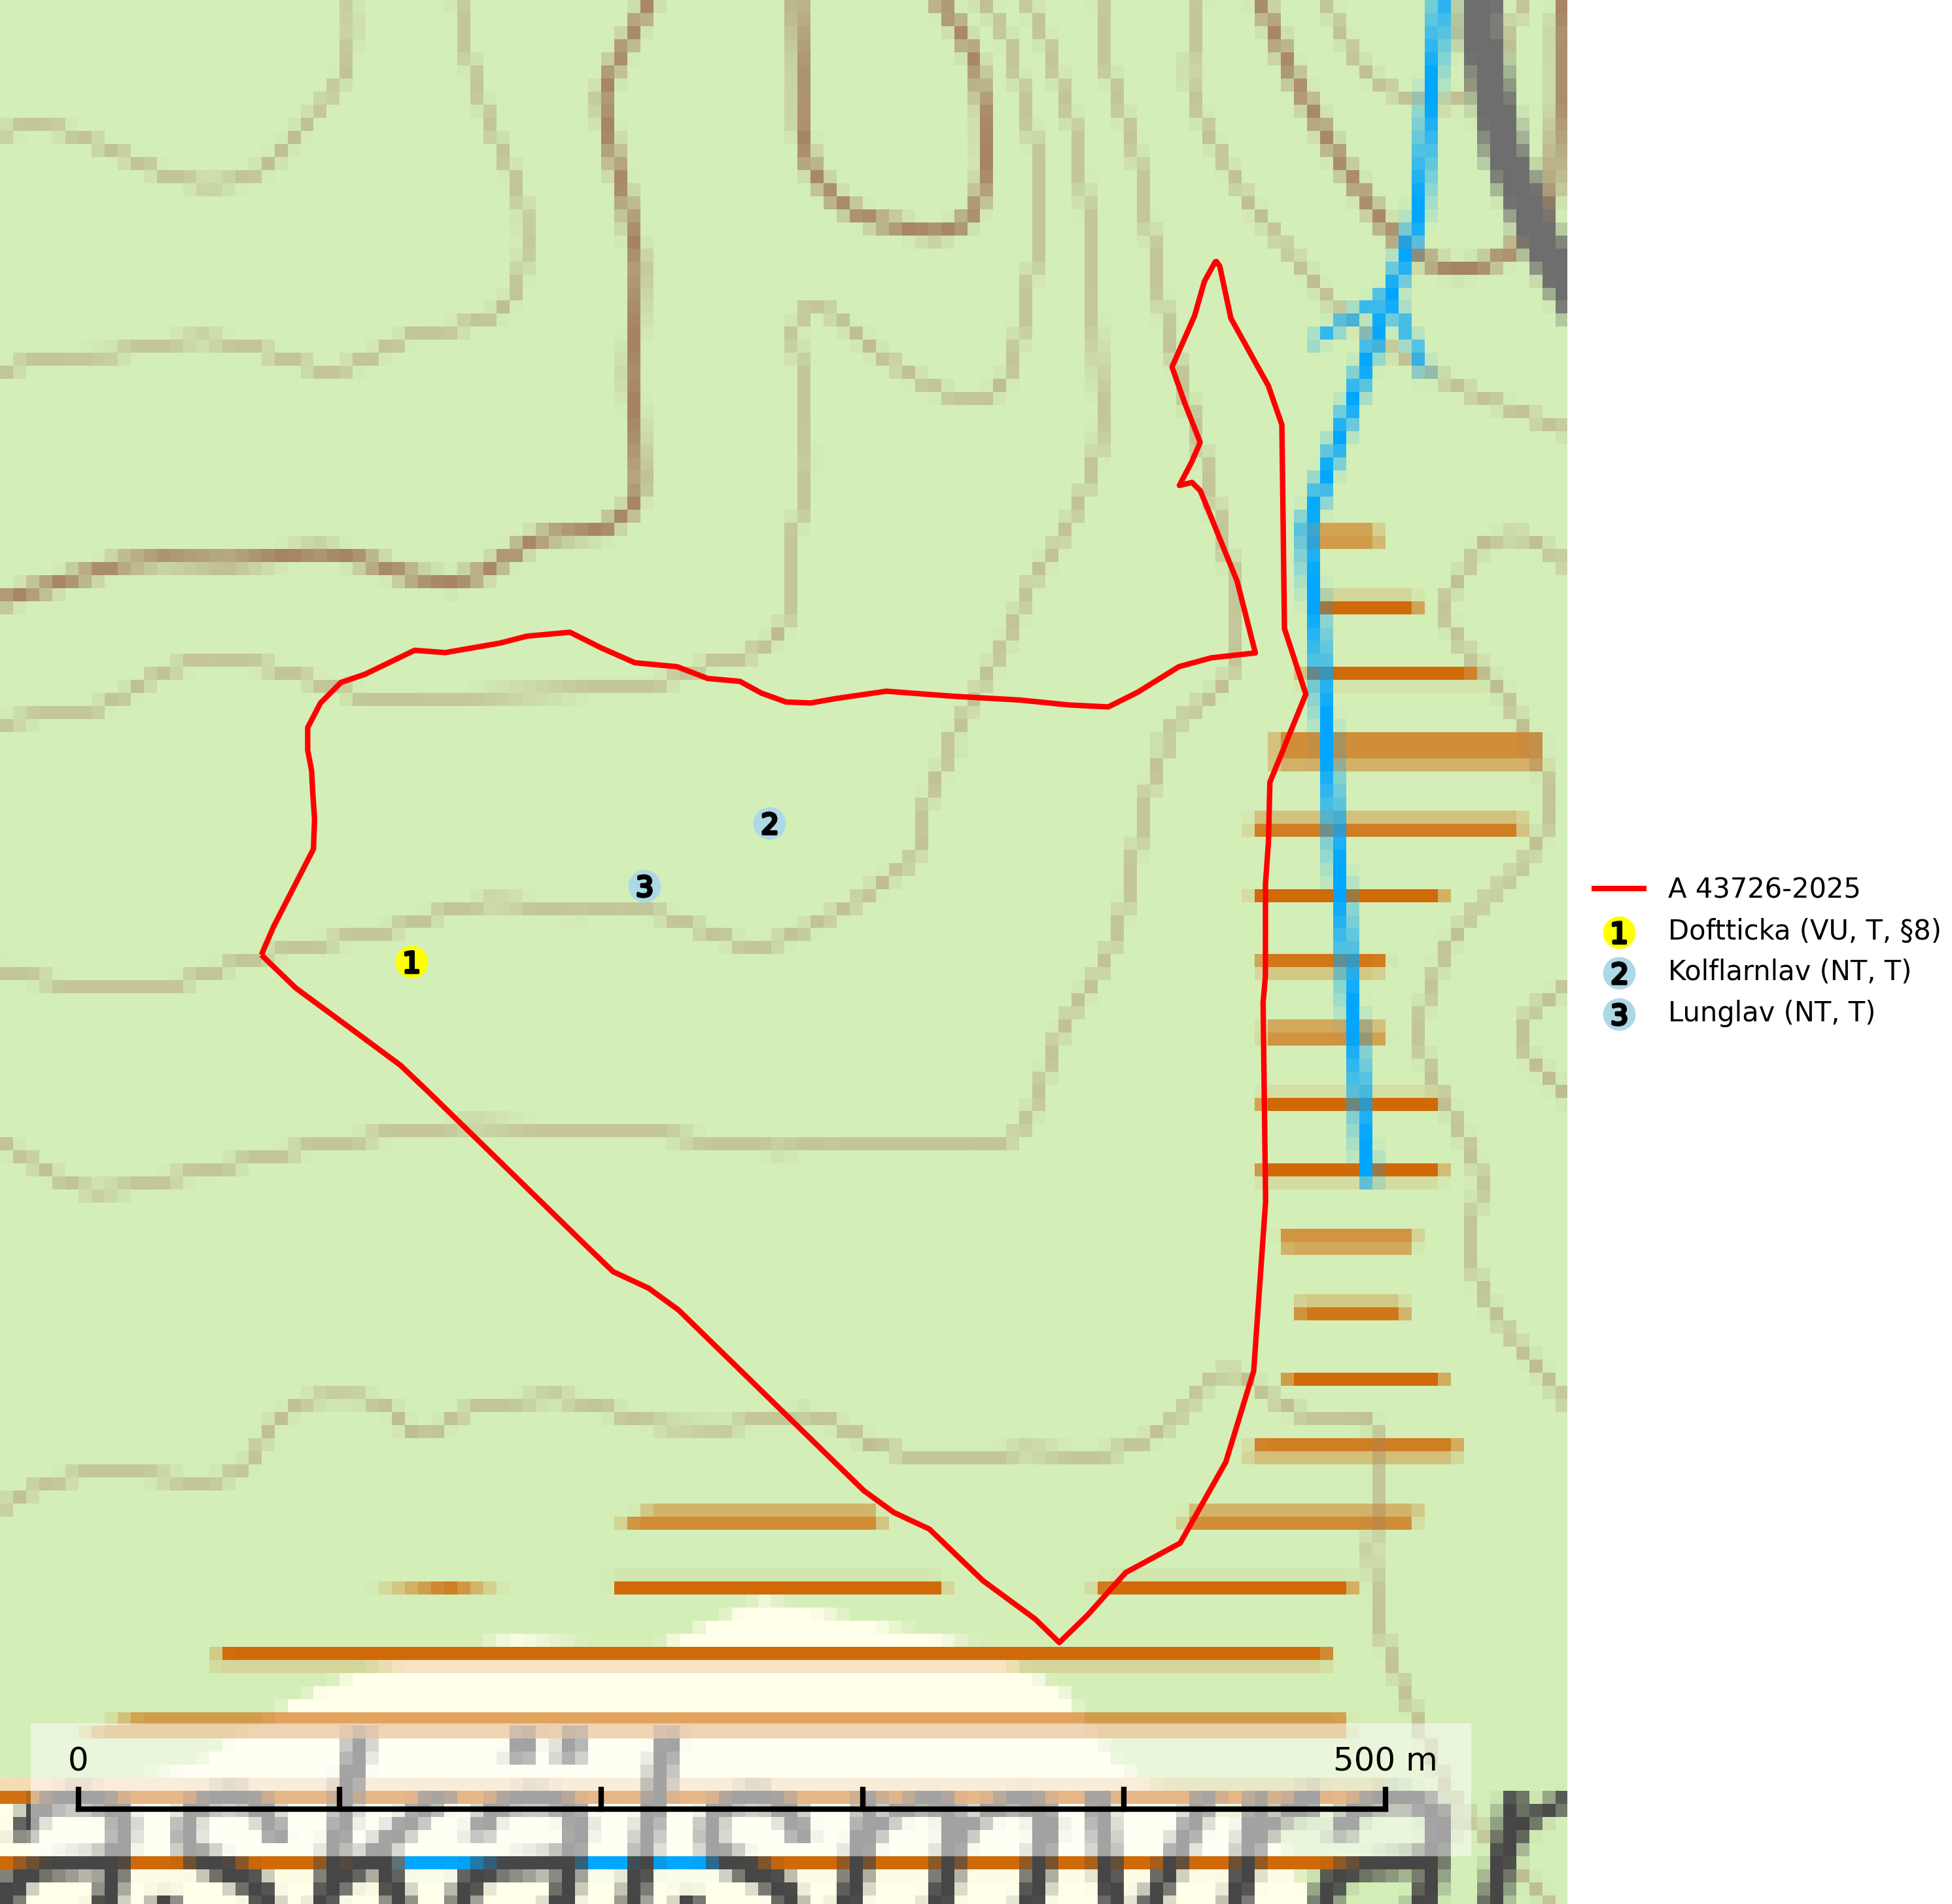 2
3
1
A 43726-2025
1 Doftticka (VU, T, §8)
2 Kolflarnlav (NT, T)
3 Lunglav (NT, T)
0 500 m